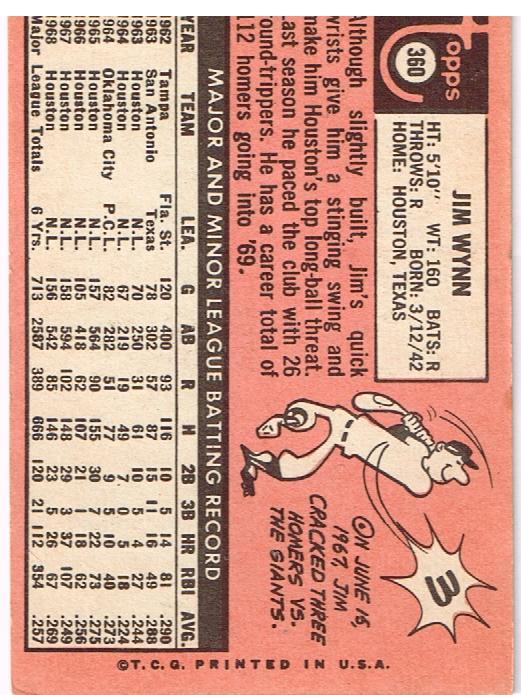 Topps
360
JIM WYNN
HT: 5'10" WT: 160 BATS: R
THROWS: R BORN: 3/12/42
HOME: HOUSTON, TEXAS
Although slightly built, Jim's quick
wrists give him a stinging swing and
make him Houston's top long-ball threat.
Last season he paced the club with 26
round-trippers. He has a career total of
112 homers going into '69.
3
ON JUNE 15,
1967, JIM
CRACKED THREE
HOMERS VS.
THE GIANTS.
MAJOR AND MINOR LEAGUE BATTING RECORD
YEAR TEAM LEA. G AB R H 2B 3B HR RBI AVG.
1962 Tampa Fla. St. 120 400 93 116 10 5 14 81 .290
1963 San Antonio Texas 78 302 57 87 15 11 16 49 .288
1963 Houston N.L. 70 250 31 61 10 5 4 27 .244
1964 Houston N.L. 67 219 19 49 7 0 5 18 .224
1964 Oklahoma City P.C.L. 82 282 51 77 9 5 10 40 .273
1965 Houston N.L. 157 564 90 155 30 7 22 73 .275
1966 Houston N.L. 105 418 62 107 21 1 18 62 .256
1967 Houston N.L. 158 594 102 148 29 3 37 107 .249
1968 Houston N.L. 156 542 85 146 23 5 26 67 .269
Major League Totals 6 Yrs. 713 2587 389 666 120 21 112 354 .257
©T.C.G. PRINTED IN U.S.A.